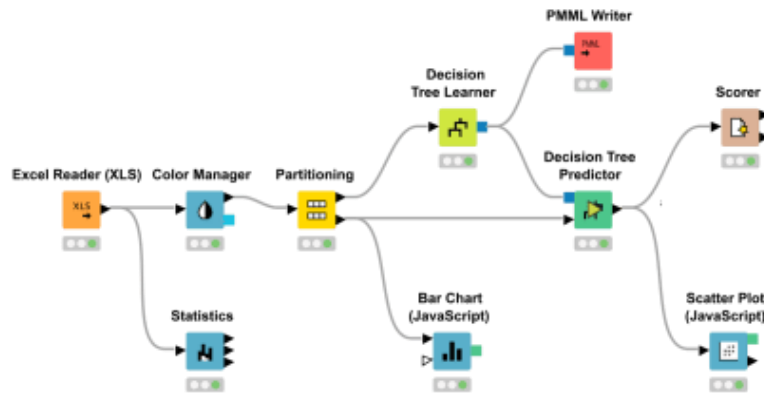 PMML Writer
PMML
Decision
Tree Learner
Scorer
Excel Reader (XLS)
Color Manager
Partitioning
Decision Tree
Predictor
XLS
Statistics
Bar Chart
(JavaScript)
Scatter Plot
(JavaScript)